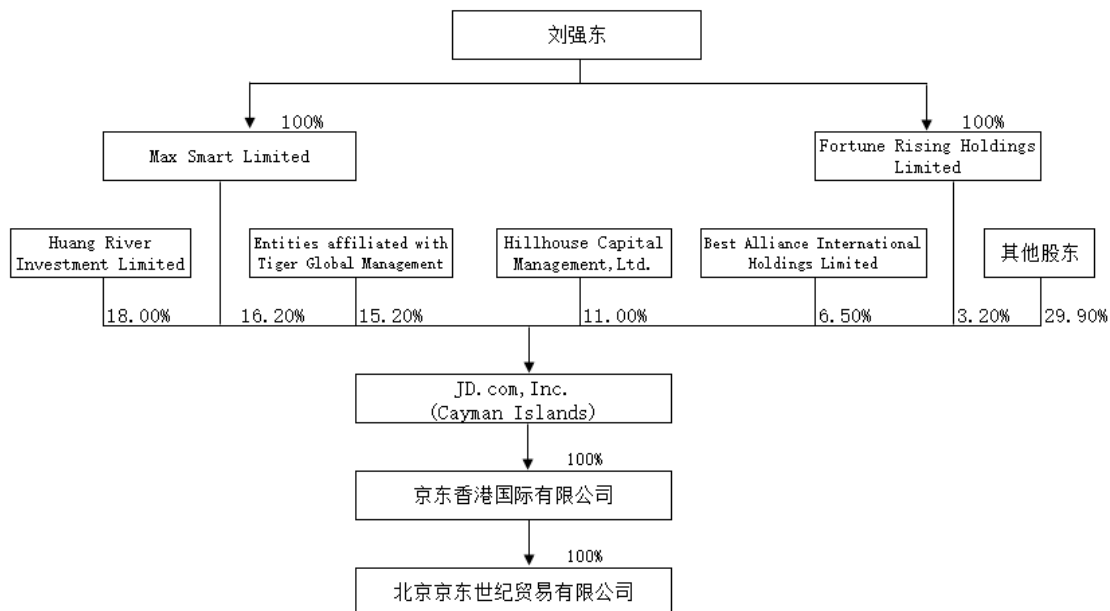 刘强东
100%
100%
Max Smart Limited
Fortune Rising Holdings
Limited
Huang River
Investment Limited
Entities affiliated with
Tiger Global Management
Hillhouse Capital
Management,Ltd.
Best Alliance International
Holdings Limited
其他股东
18.00%
16.20%
15.20%
11.00%
6.50%
3.20%
29.90%
JD.com,Inc.
(Cayman Islands)
100%
京东香港国际有限公司
100%
北京京东世纪贸易有限公司